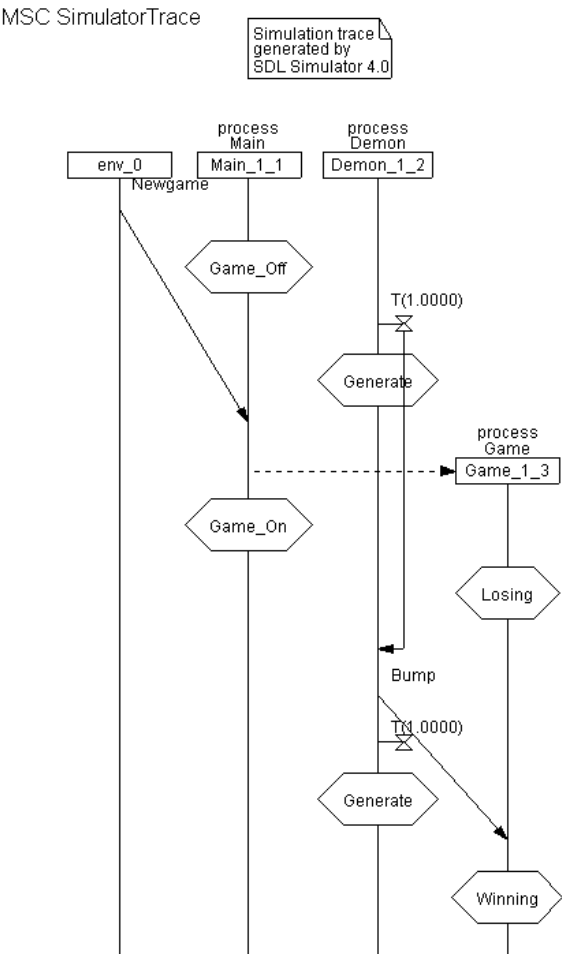 MSC SimulatorTrace
Simulation trace
generated by
SDL Simulator 4.0
process
Main
process
Demon
env_0
Main_1_1
Demon_1_2
Newgame
Game_Off
T(1.0000)
Generate
process
Game
Game_1_3
Game_On
Losing
Bump
T(1.0000)
Generate
Winning